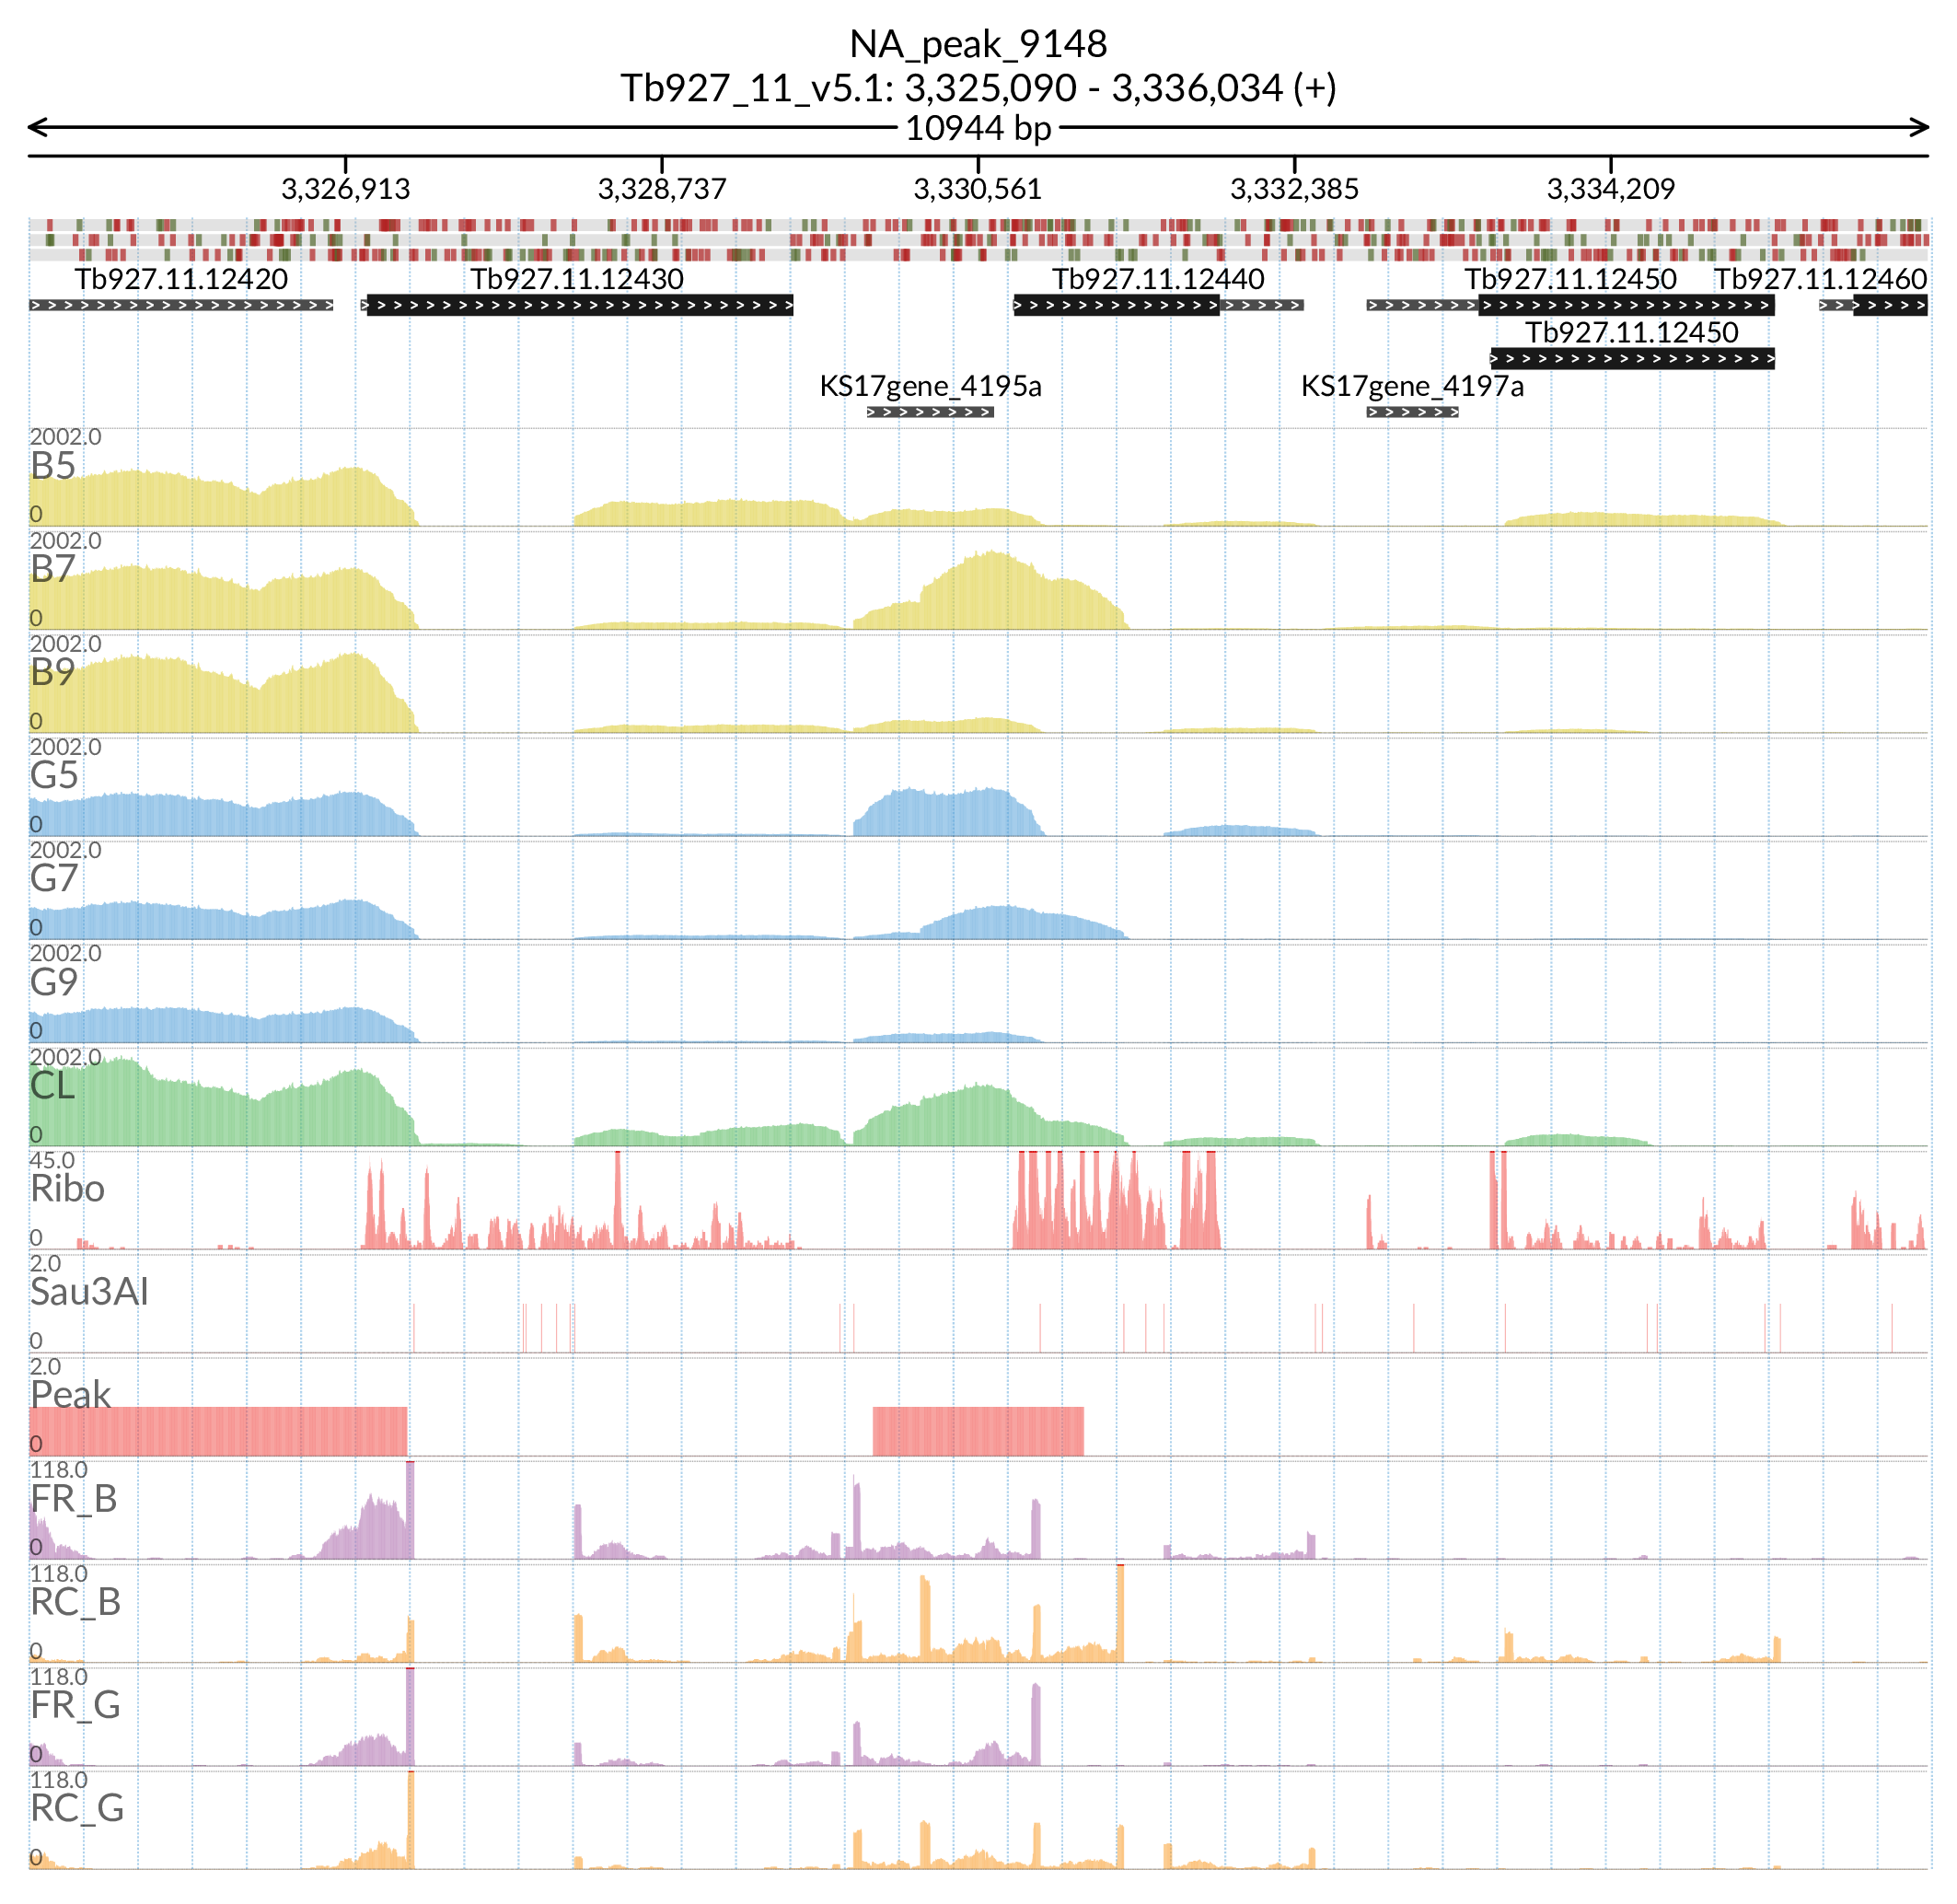 NA_peak_9148
Tb927_11_v5.1: 3,325,090 - 3,336,034 (+)
10944 bp
3,326,913 3,328,737 3,330,561 3,332,385 3,334,209
Tb927.11.12420 Tb927.11.12430 Tb927.11.12440 Tb927.11.12450 Tb927.11.12460
Tb927.11.12450
KS17gene_4195a KS17gene_4197a
2002.0
B5
0
2002.0
B7
0
2002.0
B9
0
2002.0
G5
0
2002.0
G7
0
2002.0
G9
0
2002.0
CL
0
45.0
Ribo
0
2.0
Sau3AI
0
2.0
Peak
0
118.0
FR_B
0
118.0
RC_B
0
118.0
FR_G
0
118.0
RC_G
0